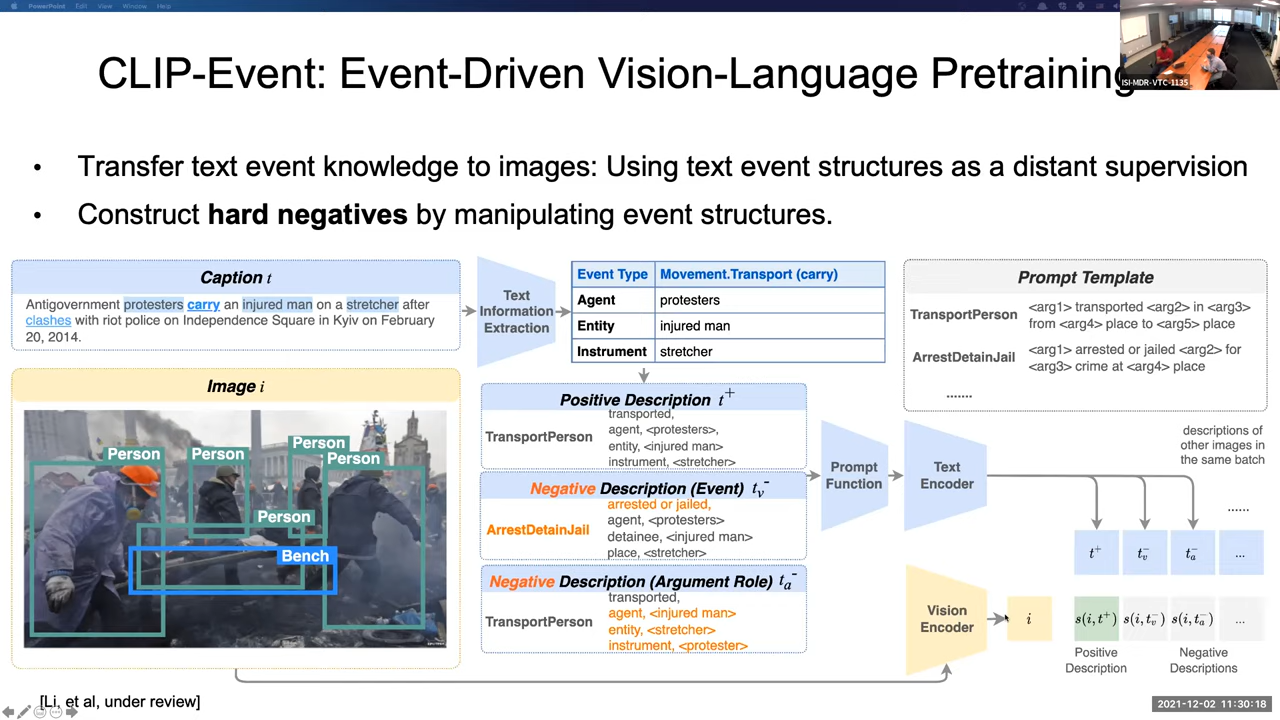 PowerPoint Edit View Window Help
ISI-MDR-VTC-1135
CLIP-Event: Event-Driven Vision-Language Pretraining
• Transfer text event knowledge to images: Using text event structures as a distant supervision
• Construct hard negatives by manipulating event structures.
Caption t
Antigovernment protesters carry an injured man on a stretcher after
clashes with riot police on Independence Square in Kyiv on February
20, 2014.
Image i
Person
Person
Person
Person
Person
Bench
Text
Information
Extraction
Event Type Movement.Transport (carry)
Agent protesters
Entity injured man
Instrument stretcher
Positive Description t⁺
TransportPerson
transported,
agent, <protesters>,
entity, <injured man>
instrument, <stretcher>
Negative Description (Event) tᵥ⁻
ArrestDetainJail
arrested or jailed,
agent, <protesters>
detainee, <injured man>
place, <stretcher>
Negative Description (Argument Role) tₐ⁻
TransportPerson
transported,
agent, <injured man>
entity, <stretcher>
instrument, <protester>
Prompt Template
TransportPerson
<arg1> transported <arg2> in <arg3>
from <arg4> place to <arg5> place
ArrestDetainJail
<arg1> arrested or jailed <arg2> for
<arg3> crime at <arg4> place
.......
Prompt
Function
Text
Encoder
descriptions of
other images in
the same batch
......
t⁺ tᵥ⁻ tₐ⁻ ...
Vision
Encoder
i
s(i, t⁺) s(i, tᵥ⁻) s(i, tₐ⁻) ...
Positive
Description
Negative
Descriptions
[Li, et al, under review]
2021-12-02 11:30:18